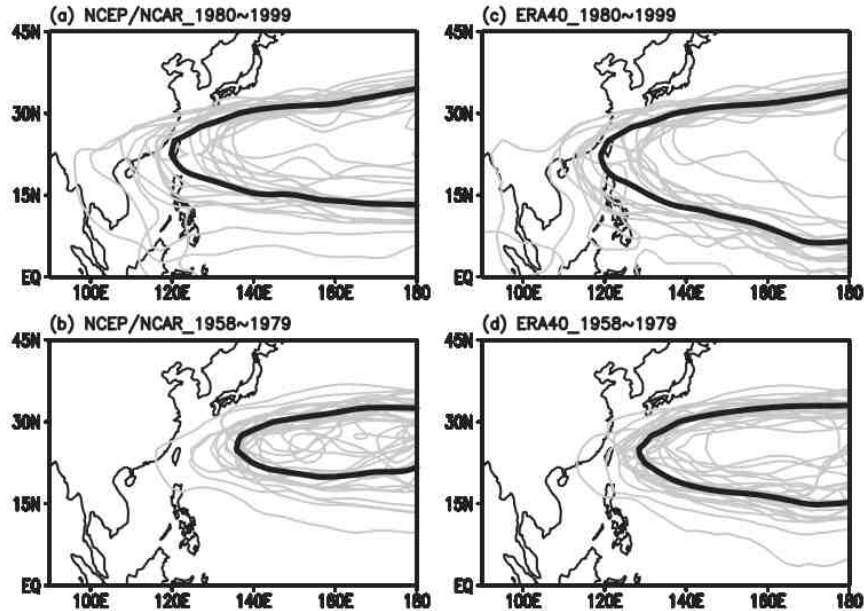 (a) NCEP/NCAR_1980~1999
45N
30N
15N
EQ
100E 120E 140E 160E 180
(c) ERA40_1980~1999
45N
30N
15N
EQ
100E 120E 140E 160E 180
(b) NCEP/NCAR_1958~1979
45N
30N
15N
EQ
100E 120E 140E 160E 180
(d) ERA40_1958~1979
45N
30N
15N
EQ
100E 120E 140E 160E 180